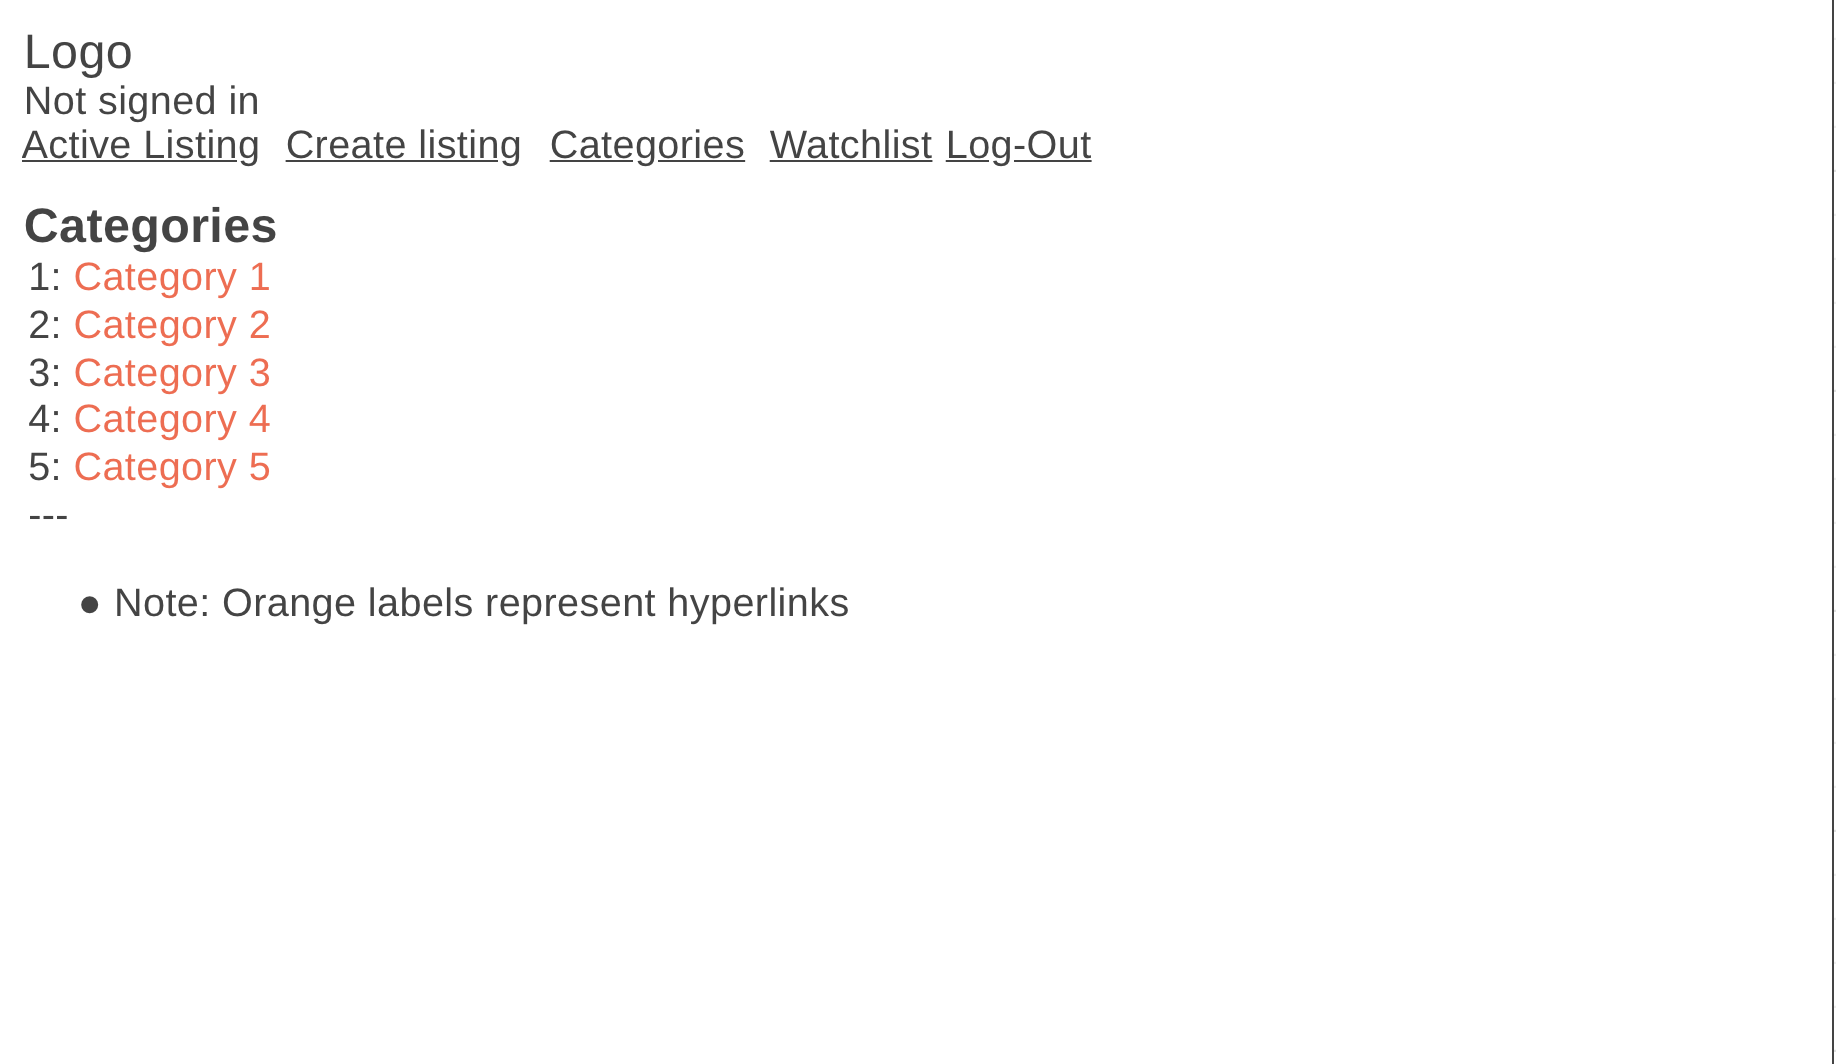 Logo
Not signed in
Active Listing Create listing Categories Watchlist Log-Out
Categories
1: Category 1
2: Category 2
3: Category 3
4: Category 4
5: Category 5
---
● Note: Orange labels represent hyperlinks